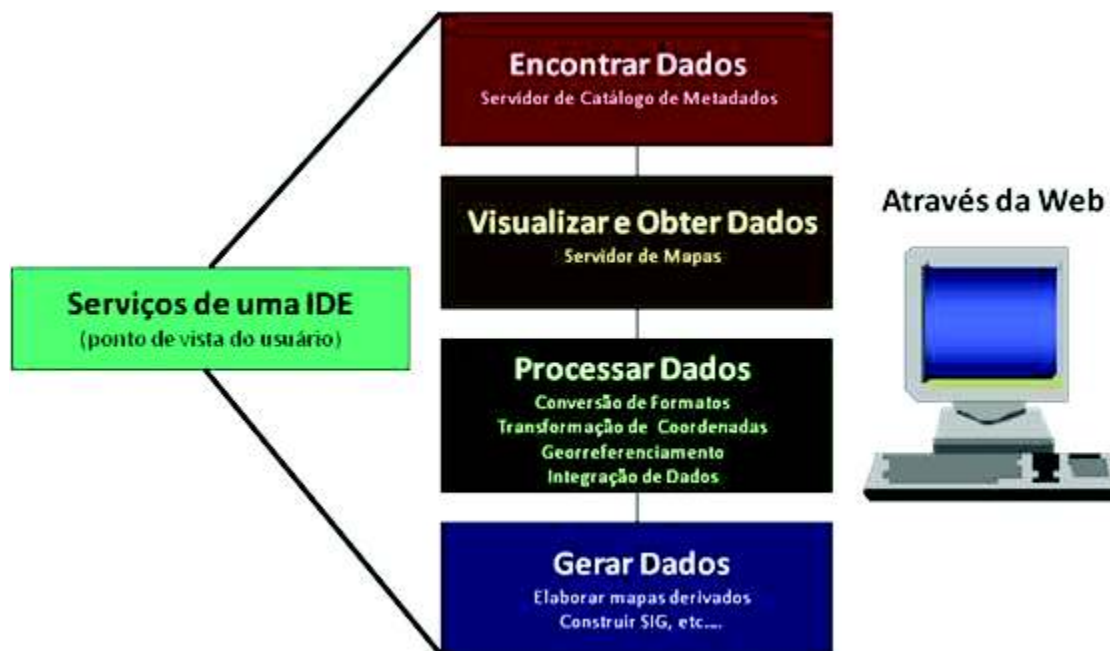 Serviços de uma IDE
(ponto de vista do usuário)
Encontrar Dados
Servidor de Catálogo de Metadados
Visualizar e Obter Dados
Servidor de Mapas
Processar Dados
Conversão de Formatos
Transformação de Coordenadas
Georreferenciamento
Integração de Dados
Gerar Dados
Elaborar mapas derivados
Construir SIG, etc....
Através da Web